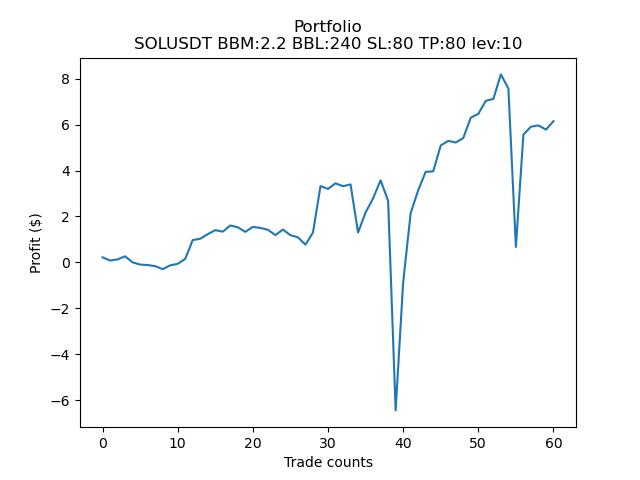 Portfolio
SOLUSDT BBM:2.2 BBL:240 SL:80 TP:80 lev:10
Profit ($)
8
6
4
2
0
−2
−4
−6
0 10 20 30 40 50 60
Trade counts